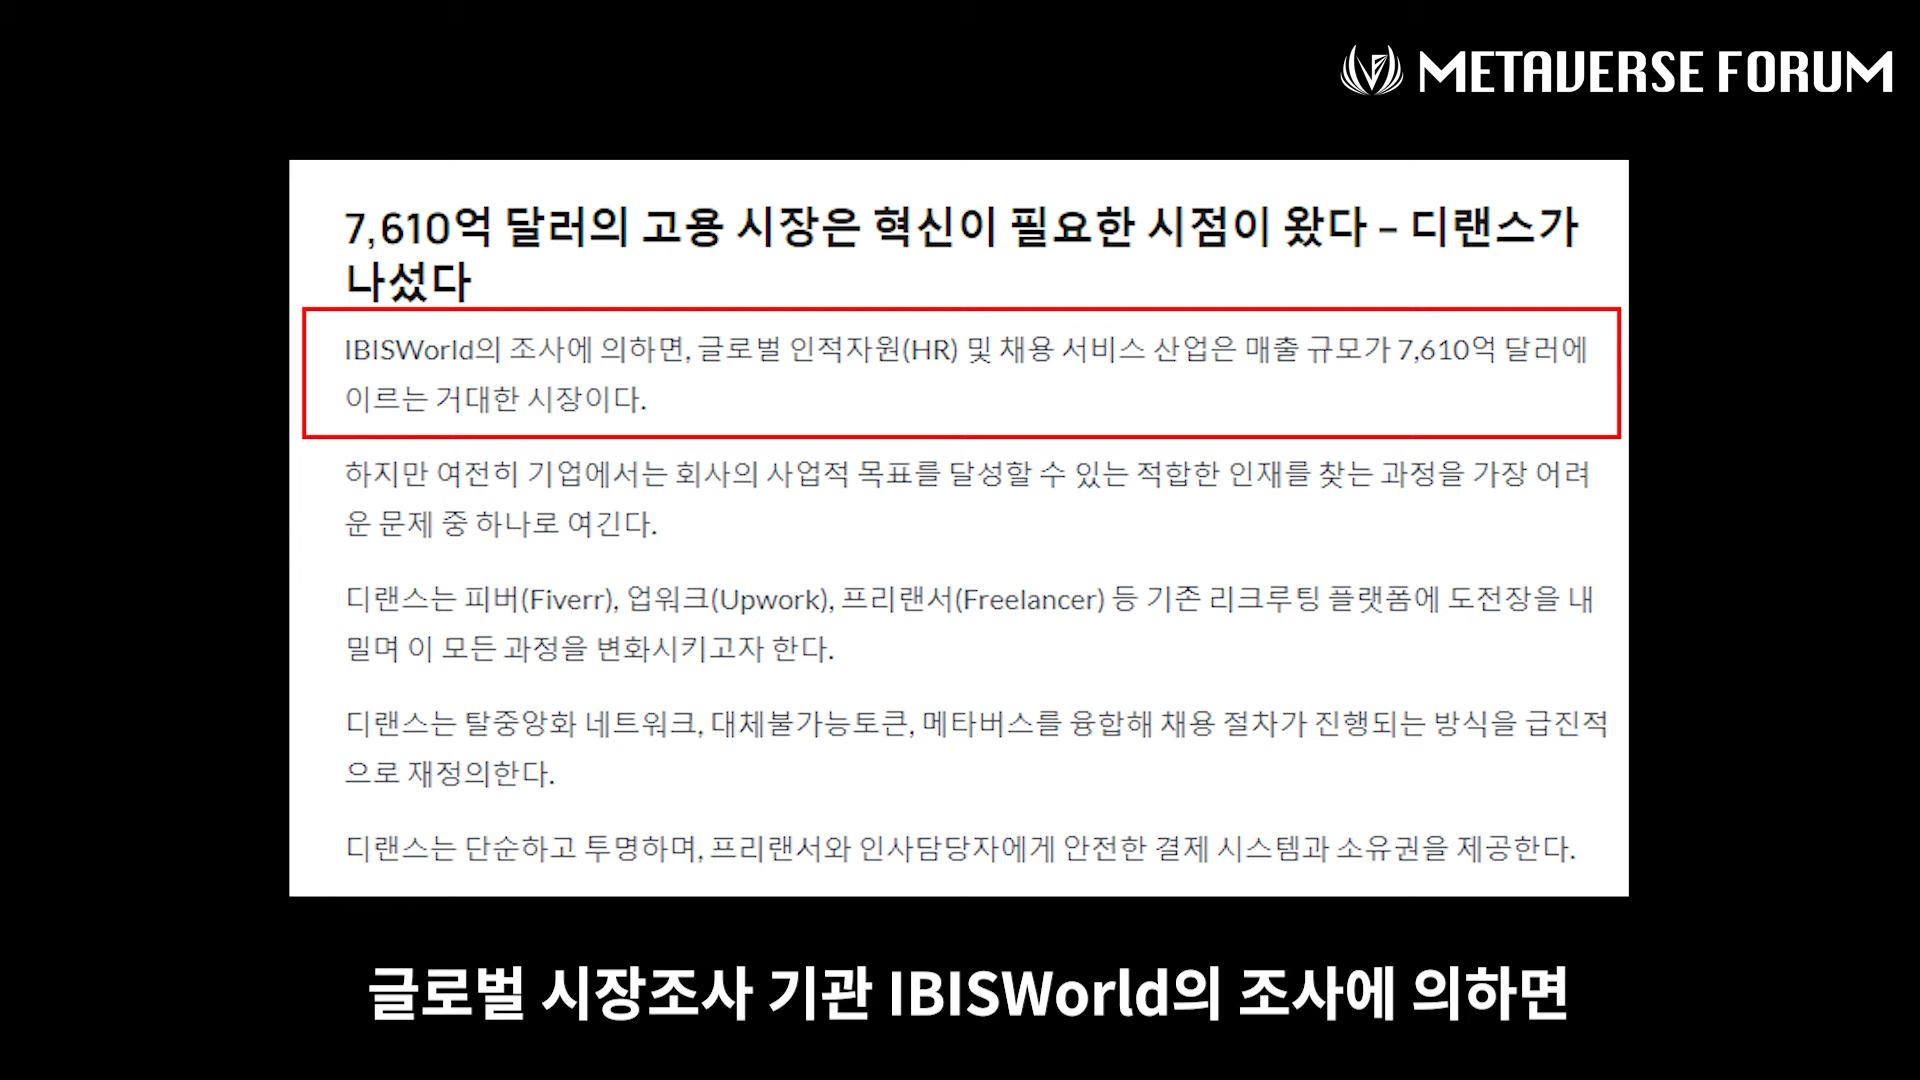 METAVERSE FORUM
7,610억 달러의 고용 시장은 혁신이 필요한 시점이 왔다 – 디랜스가
나섰다
IBISWorld의 조사에 의하면, 글로벌 인적자원(HR) 및 채용 서비스 산업은 매출 규모가 7,610억 달러에
이르는 거대한 시장이다.
하지만 여전히 기업에서는 회사의 사업적 목표를 달성할 수 있는 적합한 인재를 찾는 과정을 가장 어려
운 문제 중 하나로 여긴다.
디랜스는 피버(Fiverr), 업워크(Upwork), 프리랜서(Freelancer) 등 기존 리크루팅 플랫폼에 도전장을 내
밀며 이 모든 과정을 변화시키고자 한다.
디랜스는 탈중앙화 네트워크, 대체불가능토큰, 메타버스를 융합해 채용 절차가 진행되는 방식을 급진적
으로 재정의한다.
디랜스는 단순하고 투명하며, 프리랜서와 인사담당자에게 안전한 결제 시스템과 소유권을 제공한다.
글로벌 시장조사 기관 IBISWorld의 조사에 의하면